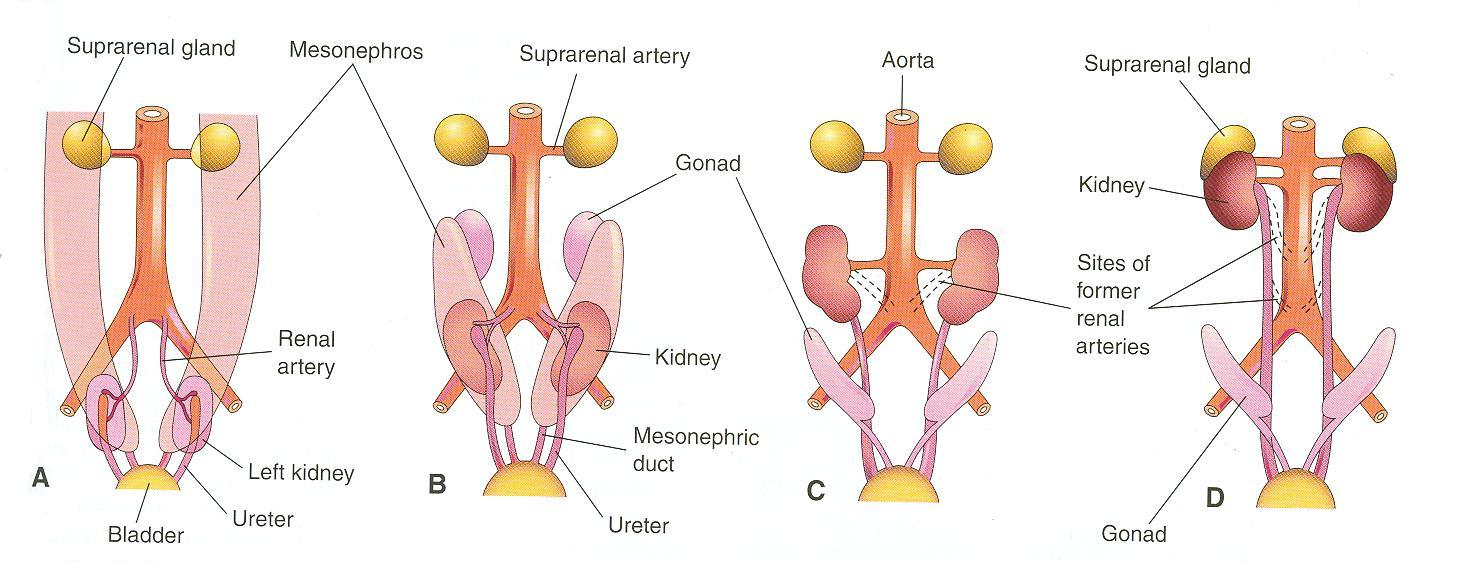 Suprarenal gland
Mesonephros
Renal
artery
Left kidney
Ureter
Bladder
A
Suprarenal artery
Gonad
Kidney
Mesonephric
duct
Ureter
B
Aorta
C
Suprarenal gland
Kidney
Sites of
former
renal
arteries
Gonad
D